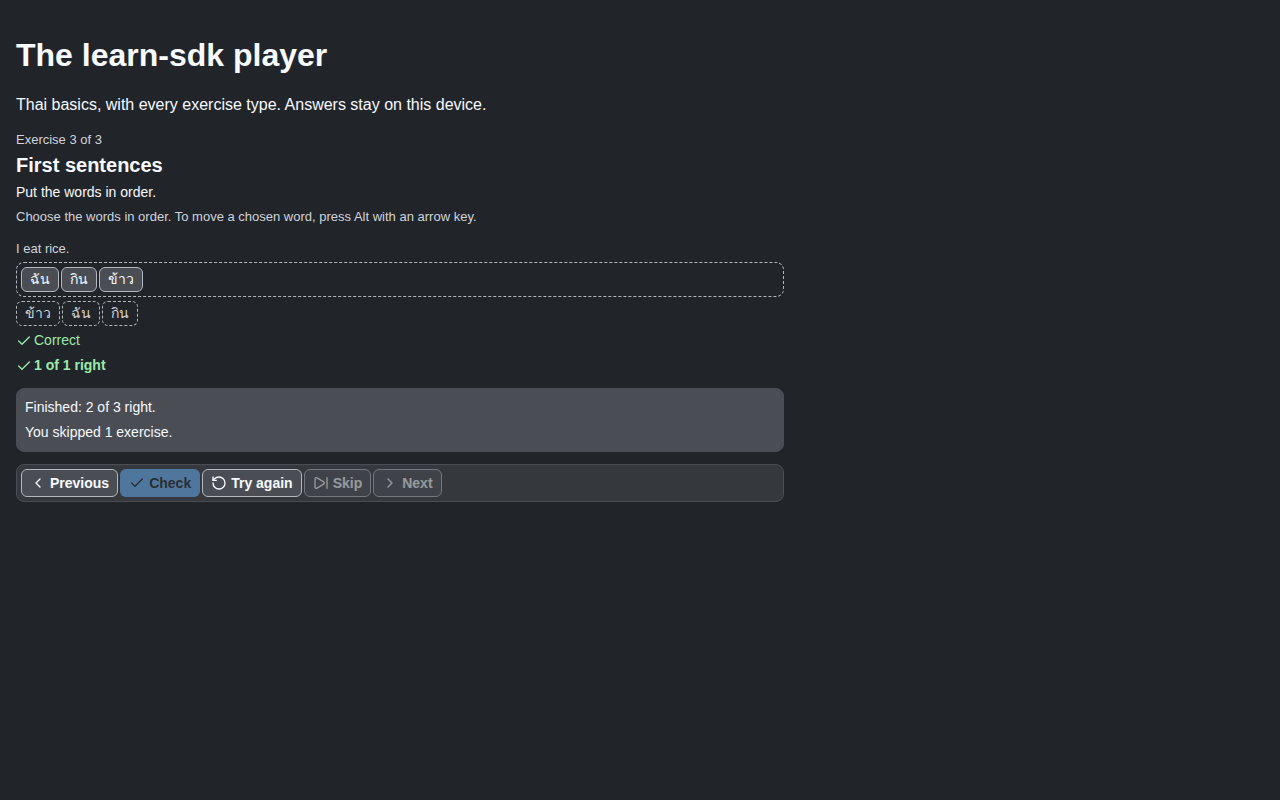 The learn-sdk player
Thai basics, with every exercise type. Answers stay on this device.
Exercise 3 of 3
First sentences
Put the words in order.
Choose the words in order. To move a chosen word, press Alt with an arrow key.
I eat rice.
ฉัน กิน ข้าว
ข้าว ฉัน กิน
Correct
1 of 1 right
Finished: 2 of 3 right.
You skipped 1 exercise.
Previous Check Try again Skip Next